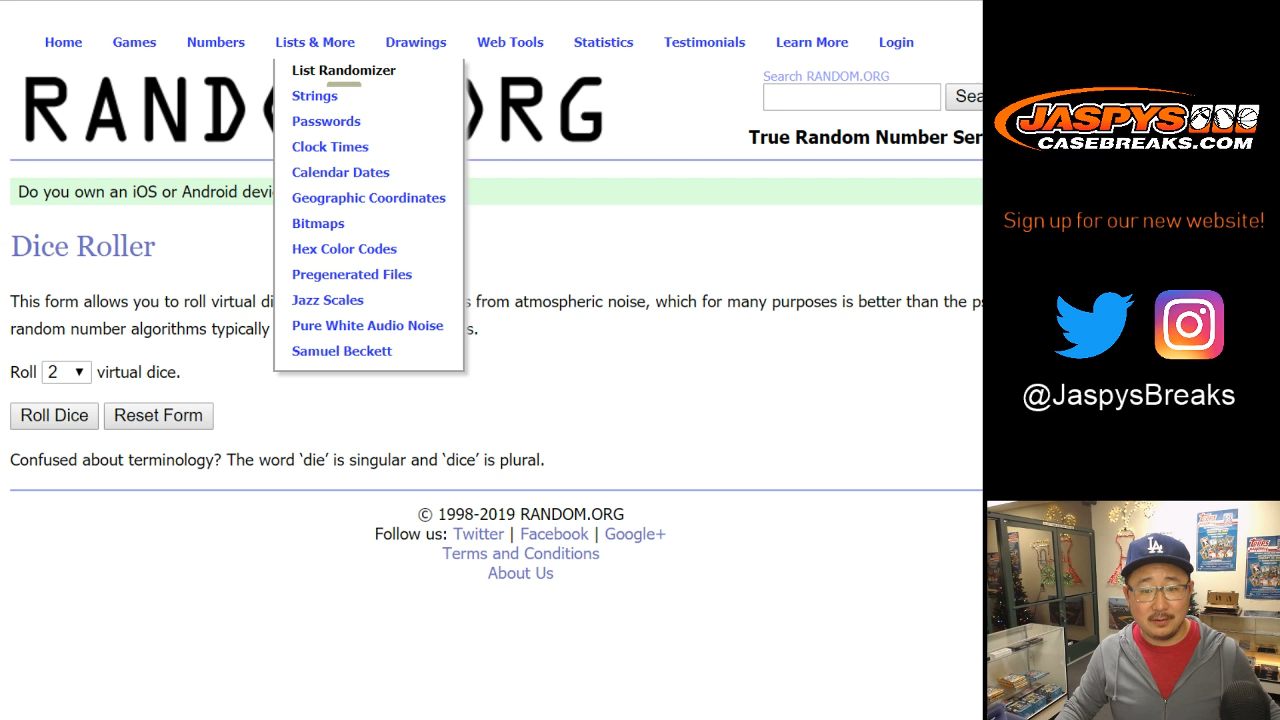 Home Games Numbers Lists & More Drawings Web Tools Statistics Testimonials Learn More Login
List Randomizer
Strings
Passwords
Clock Times
Calendar Dates
Geographic Coordinates
Bitmaps
Hex Color Codes
Pregenerated Files
Jazz Scales
Pure White Audio Noise
Samuel Beckett
RAND ORG
Search RANDOM.ORG
Sea
True Random Number Ser
Do you own an iOS or Android devi
Dice Roller
This form allows you to roll virtual di s from atmospheric noise, which for many purposes is better than the ps
random number algorithms typically s.
Roll 2 virtual dice.
Roll Dice Reset Form
Confused about terminology? The word ‘die’ is singular and ‘dice’ is plural.
© 1998-2019 RANDOM.ORG
Follow us: Twitter | Facebook | Google+
Terms and Conditions
About Us
JASPYS
CASEBREAKS.COM
Sign up for our new website!
@JaspysBreaks
Topps
Topps
LA